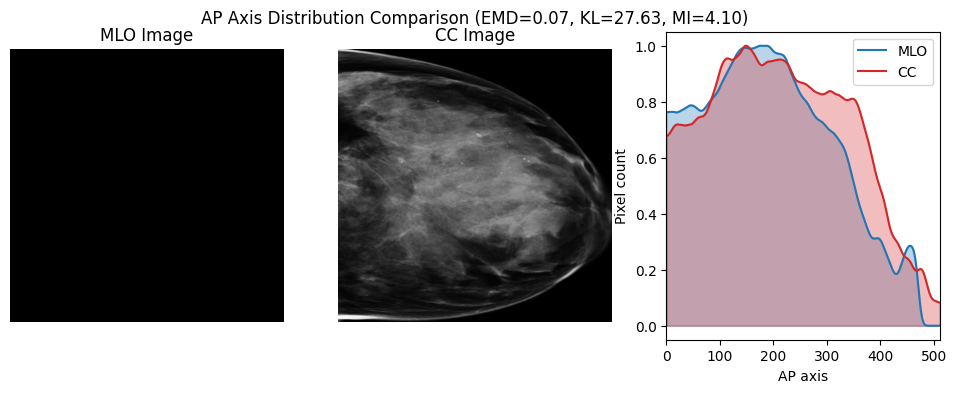 AP Axis Distribution Comparison (EMD=0.07, KL=27.63, MI=4.10)
MLO Image
CC Image
MLO
CC
Pixel count
1.0
0.8
0.6
0.4
0.2
0.0
0 100 200 300 400 500
AP axis